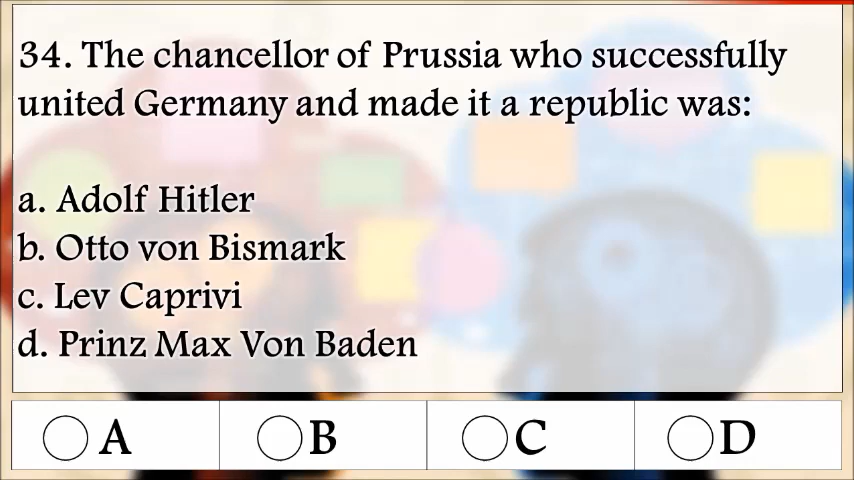 34. The chancellor of Prussia who successfully
united Germany and made it a republic was:
a. Adolf Hitler
b. Otto von Bismark
c. Lev Caprivi
d. Prinz Max Von Baden
A B C D